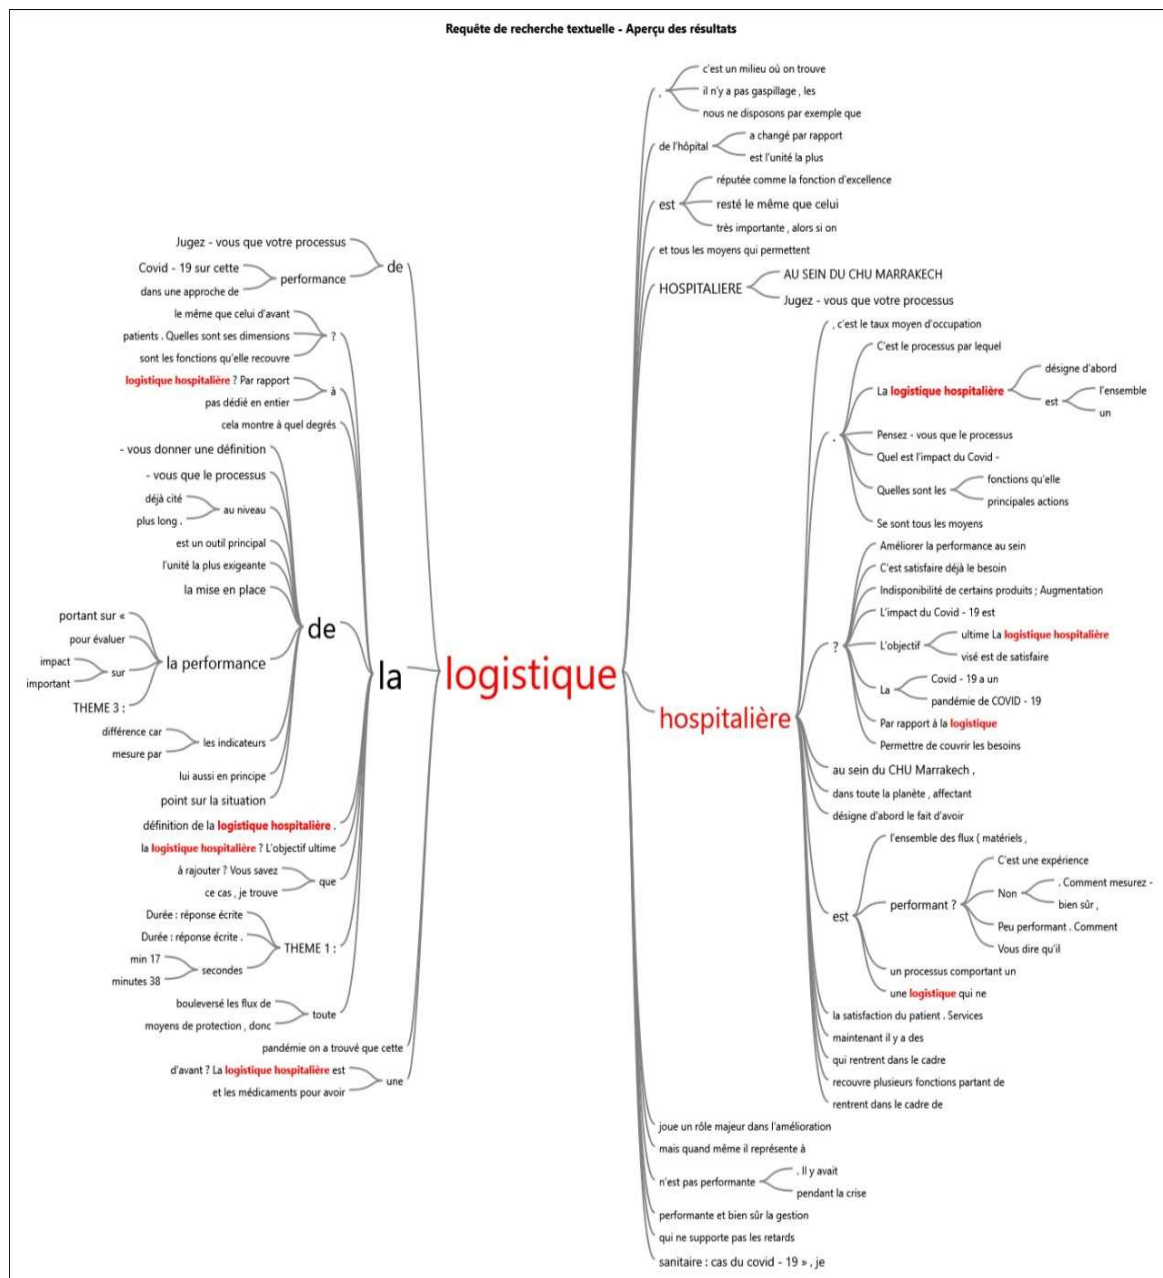 Requête de recherche textuelle - Aperçu des résultats
Jugez - vous que votre processus
Covid - 19 sur cette
dans une approche de
performance
de
le même que celui d'avant
patients . Quelles sont ses dimensions
sont les fonctions qu'elle recouvre
?
logistique hospitalière ? Par rapport
pas dédié en entier
à
cela montre à quel degrés
- vous donner une définition
- vous que le processus
déjà cité
plus long .
au niveau
est un outil principal
l'unité la plus exigeante
la mise en place
portant sur «
pour évaluer
impact
important
sur
THEME 3 :
la performance
différence car
mesure par
les indicateurs
lui aussi en principe
point sur la situation
de
définition de la logistique hospitalière .
la logistique hospitalière ? L'objectif ultime
à rajouter ? Vous savez
ce cas , je trouve
que
Durée : réponse écrite
Durée : réponse écrite .
min 17
minutes 38
secondes
THEME 1 :
bouleversé les flux de
moyens de protection , donc
toute
la
pandémie on a trouvé que cette
d'avant ? La logistique hospitalière est
et les médicaments pour avoir
une
logistique
,
c'est un milieu où on trouve
il n'y a pas gaspillage , les
nous ne disposons par exemple que
de l'hôpital
a changé par rapport
est l'unité la plus
est
réputée comme la fonction d'excellence
resté le même que celui
très importante , alors si on
et tous les moyens qui permettent
HOSPITALIERE
AU SEIN DU CHU MARRAKECH
Jugez - vous que votre processus
hospitalière
, c'est le taux moyen d'occupation
.
C'est le processus par lequel
La logistique hospitalière
désigne d'abord
est
l'ensemble
un
Pensez - vous que le processus
Quel est l'impact du Covid -
Quelles sont les
fonctions qu'elle
principales actions
Se sont tous les moyens
?
Améliorer la performance au sein
C'est satisfaire déjà le besoin
Indisponibilité de certains produits ; Augmentation
L'impact du Covid - 19 est
L'objectif
ultime La logistique hospitalière
visé est de satisfaire
La
Covid - 19 a un
pandémie de COVID - 19
Par rapport à la logistique
Permettre de couvrir les besoins
au sein du CHU Marrakech ,
dans toute la planète , affectant
désigne d'abord le fait d'avoir
est
l'ensemble des flux ( matériels ,
performant ?
C'est une expérience
Non
. Comment mesurez -
bien sûr ,
Peu performant . Comment
Vous dire qu'il
un processus comportant un
une logistique qui ne
la satisfaction du patient . Services
maintenant il y a des
qui rentrent dans le cadre
recouvre plusieurs fonctions partant de
rentrent dans le cadre de
joue un rôle majeur dans l'amélioration
mais quand même il représente à
n'est pas performante
. Il y avait
pendant la crise
performante et bien sûr la gestion
qui ne supporte pas les retards
sanitaire : cas du covid - 19 » , je